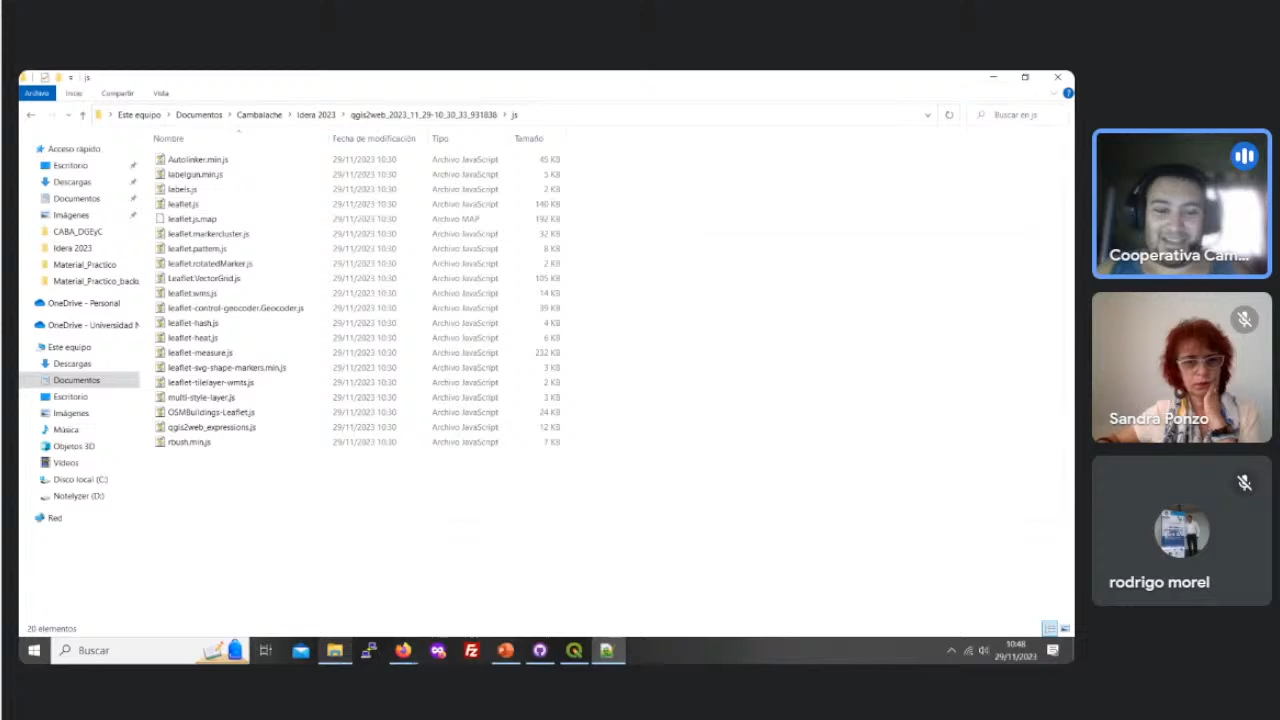 js
Archivo Inicio Compartir Vista
Este equipo > Documentos > Cambalache > Idera 2023 > qgis2web_2023_11_29-10_30_33_931838 > js
Buscar en js
Nombre Fecha de modificación Tipo Tamaño
Autolinker.min.js 29/11/2023 10:30 Archivo JavaScript 45 KB
labelgun.min.js 29/11/2023 10:30 Archivo JavaScript 5 KB
labels.js 29/11/2023 10:30 Archivo JavaScript 2 KB
leaflet.js 29/11/2023 10:30 Archivo JavaScript 140 KB
leaflet.js.map 29/11/2023 10:30 Archivo MAP 192 KB
leaflet.markercluster.js 29/11/2023 10:30 Archivo JavaScript 32 KB
leaflet.pattern.js 29/11/2023 10:30 Archivo JavaScript 8 KB
leaflet.rotatedMarker.js 29/11/2023 10:30 Archivo JavaScript 2 KB
Leaflet.VectorGrid.js 29/11/2023 10:30 Archivo JavaScript 105 KB
leaflet.wms.js 29/11/2023 10:30 Archivo JavaScript 14 KB
leaflet-control-geocoder.Geocoder.js 29/11/2023 10:30 Archivo JavaScript 39 KB
leaflet-hash.js 29/11/2023 10:30 Archivo JavaScript 4 KB
leaflet-heat.js 29/11/2023 10:30 Archivo JavaScript 6 KB
leaflet-measure.js 29/11/2023 10:30 Archivo JavaScript 232 KB
leaflet-svg-shape-markers.min.js 29/11/2023 10:30 Archivo JavaScript 3 KB
leaflet-tilelayer-wmts.js 29/11/2023 10:30 Archivo JavaScript 2 KB
multi-style-layer.js 29/11/2023 10:30 Archivo JavaScript 3 KB
OSMBuildings-Leaflet.js 29/11/2023 10:30 Archivo JavaScript 24 KB
qgis2web_expressions.js 29/11/2023 10:30 Archivo JavaScript 12 KB
rbush.min.js 29/11/2023 10:30 Archivo JavaScript 7 KB
Acceso rápido
Escritorio
Descargas
Documentos
Imágenes
CABA_DGEyC
Idera 2023
Material_Practico
Material_Practico_backu
OneDrive - Personal
OneDrive - Universidad N
Este equipo
Descargas
Documentos
Escritorio
Imágenes
Música
Objetos 3D
Vídeos
Disco local (C:)
Notelyzer (D:)
Red
20 elementos
Buscar
Fz
10:48
29/11/2023
Cooperativa Cam...
Sandra Ponzo
rodrigo morel